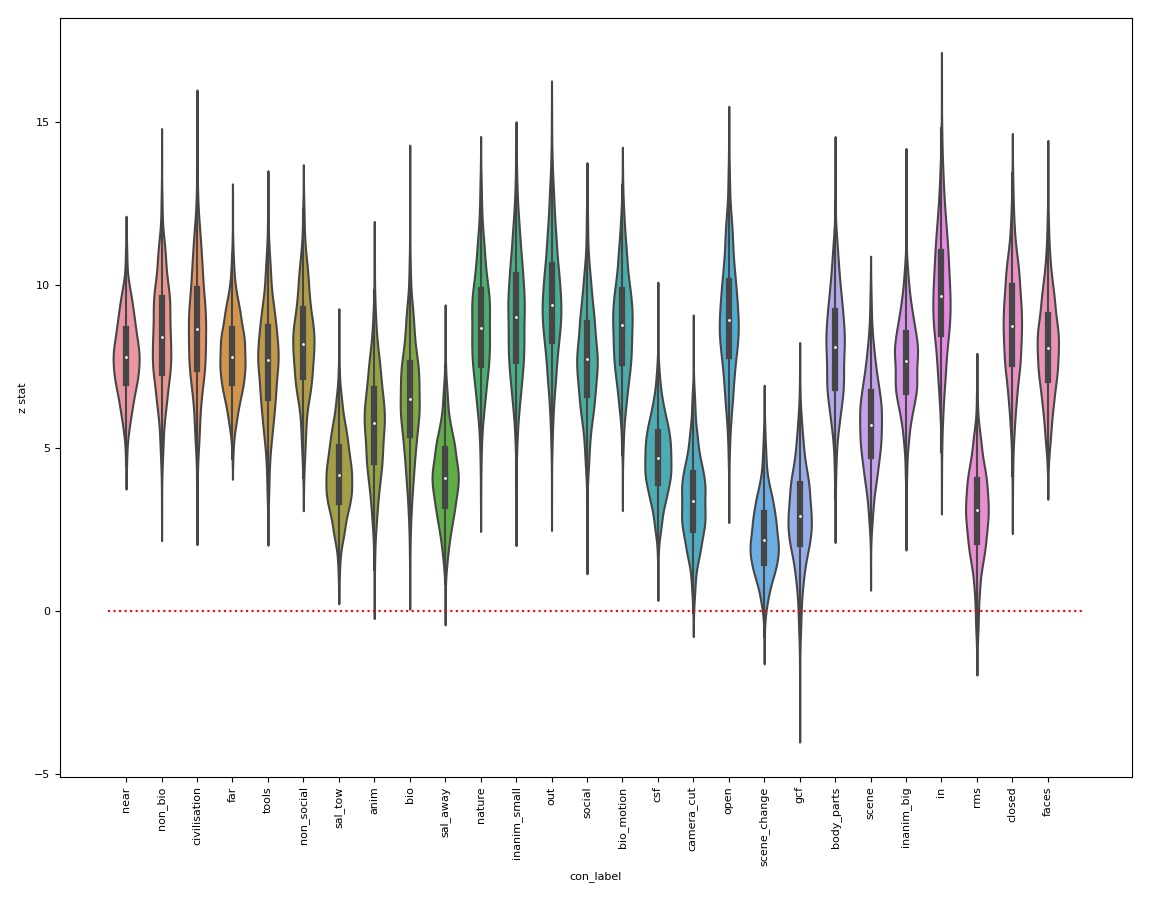 z stat
15
10
5
0
−5
near
non_bio
civilisation
far
tools
non_social
sal_tow
anim
bio
sal_away
nature
inanim_small
out
social
bio_motion
csf
camera_cut
open
scene_change
gcf
body_parts
scene
inanim_big
in
rms
closed
faces
con_label